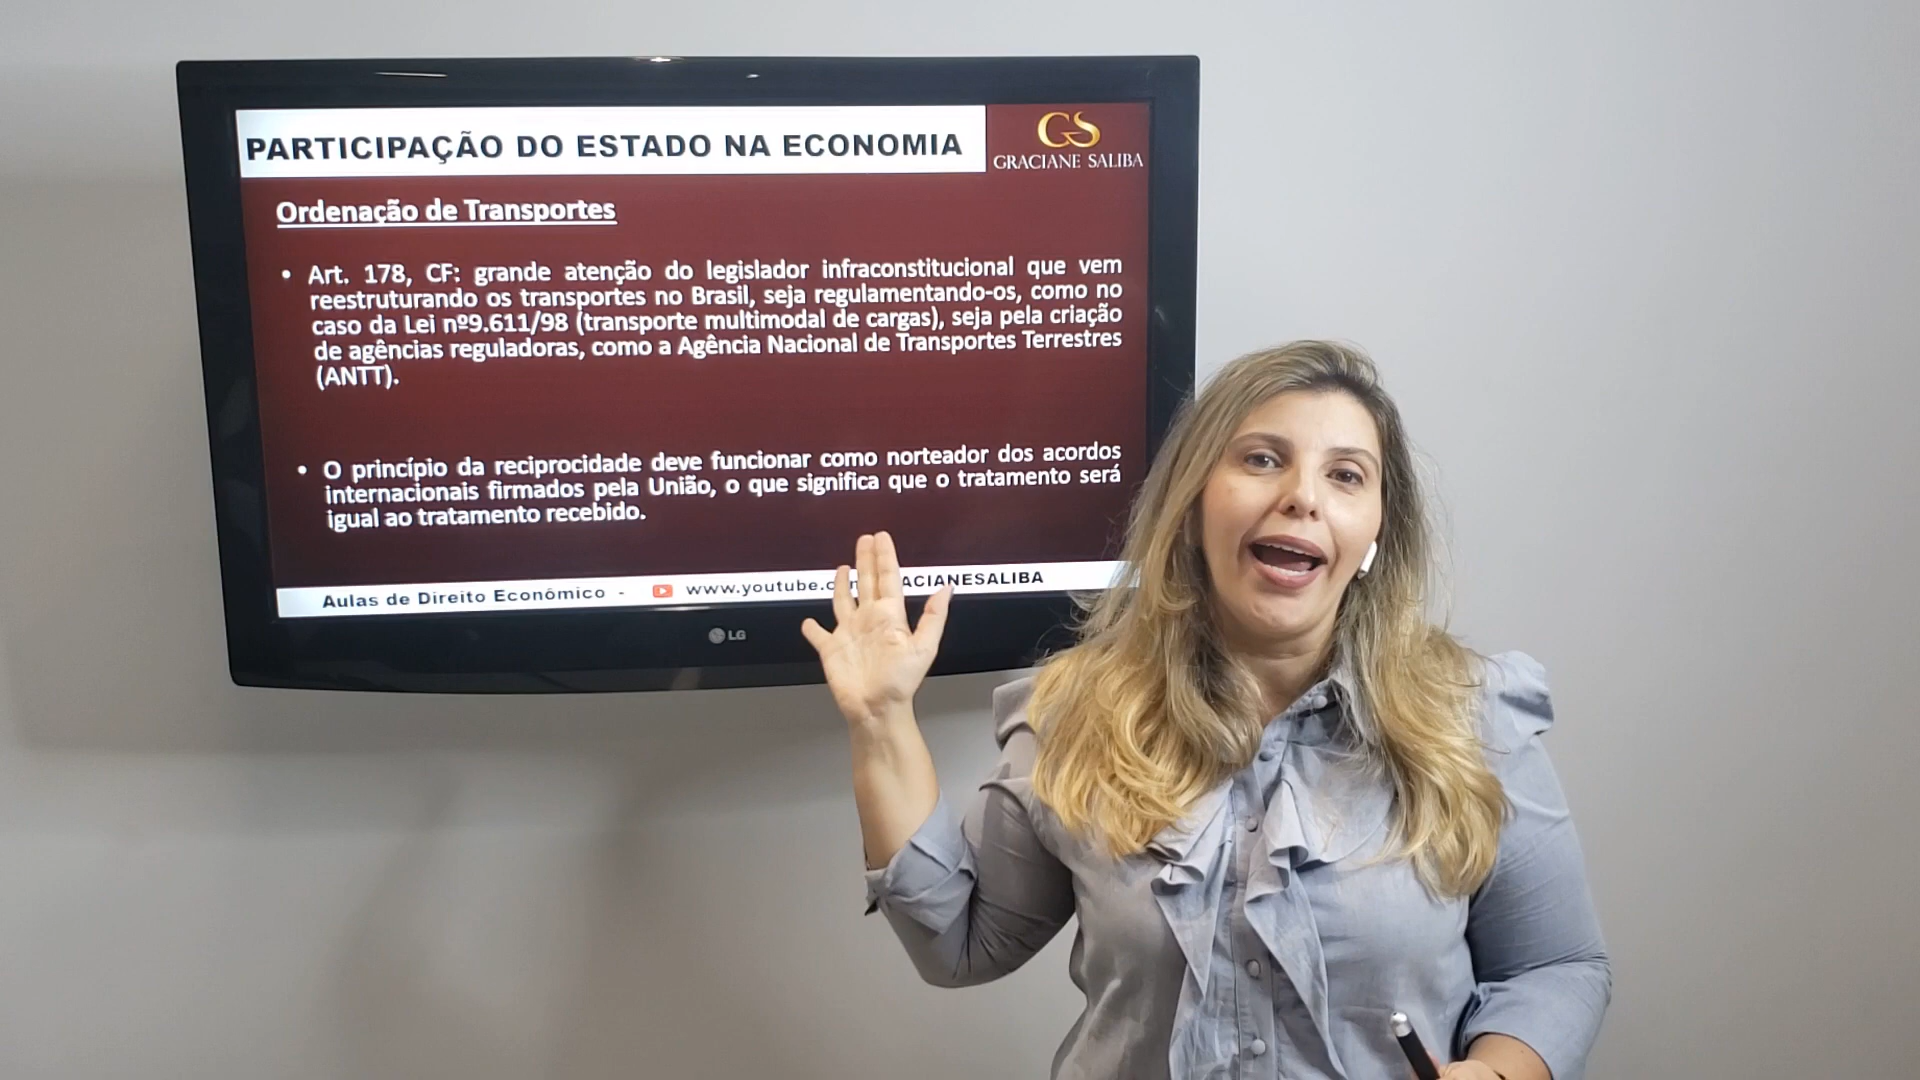 PARTICIPAÇÃO DO ESTADO NA ECONOMIA
GS
GRACIANE SALIBA
Ordenação de Transportes
• Art. 178, CF: grande atenção do legislador infraconstitucional que vem
reestruturando os transportes no Brasil, seja regulamentando-os, como no
caso da Lei nº9.611/98 (transporte multimodal de cargas), seja pela criação
de agências reguladoras, como a Agência Nacional de Transportes Terrestres
(ANTT).
• O princípio da reciprocidade deve funcionar como norteador dos acordos
internacionais firmados pela União, o que significa que o tratamento será
igual ao tratamento recebido.
Aulas de Direito Econômico - www.youtube.c ACIANESALIBA
LG